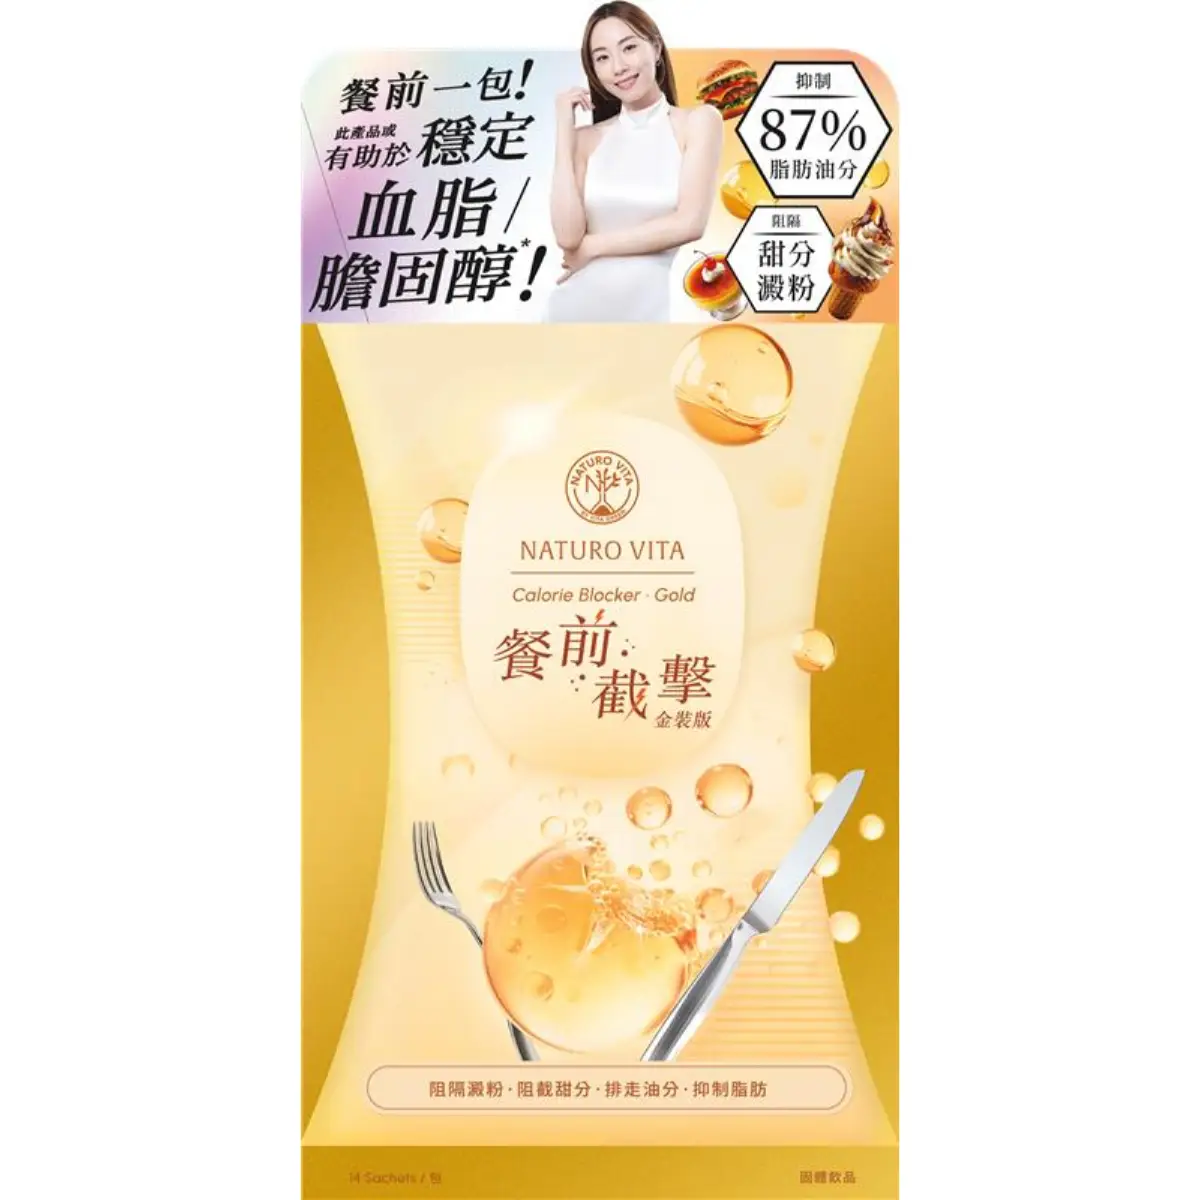 餐前一包!
此產品或
有助於 穩定
血脂/
膽固醇*!
抑制
87%
脂肪油分
阻隔
甜分
澱粉
NATURO VITA
BY VITA GREEN
NATURO VITA
Calorie Blocker · Gold
餐前截擊
金裝版
阻隔澱粉·阻截甜分·排走油分·抑制脂肪
14 Sachets / 包
固體飲品